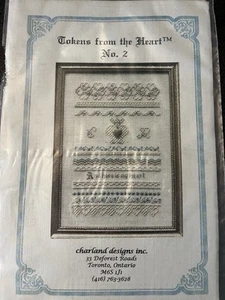 Tokens from the Heart™
No. 2
charland designs inc.
33 Deforest Roads
Toronto, Ontario
M6S 1J1
(416) 763-3628